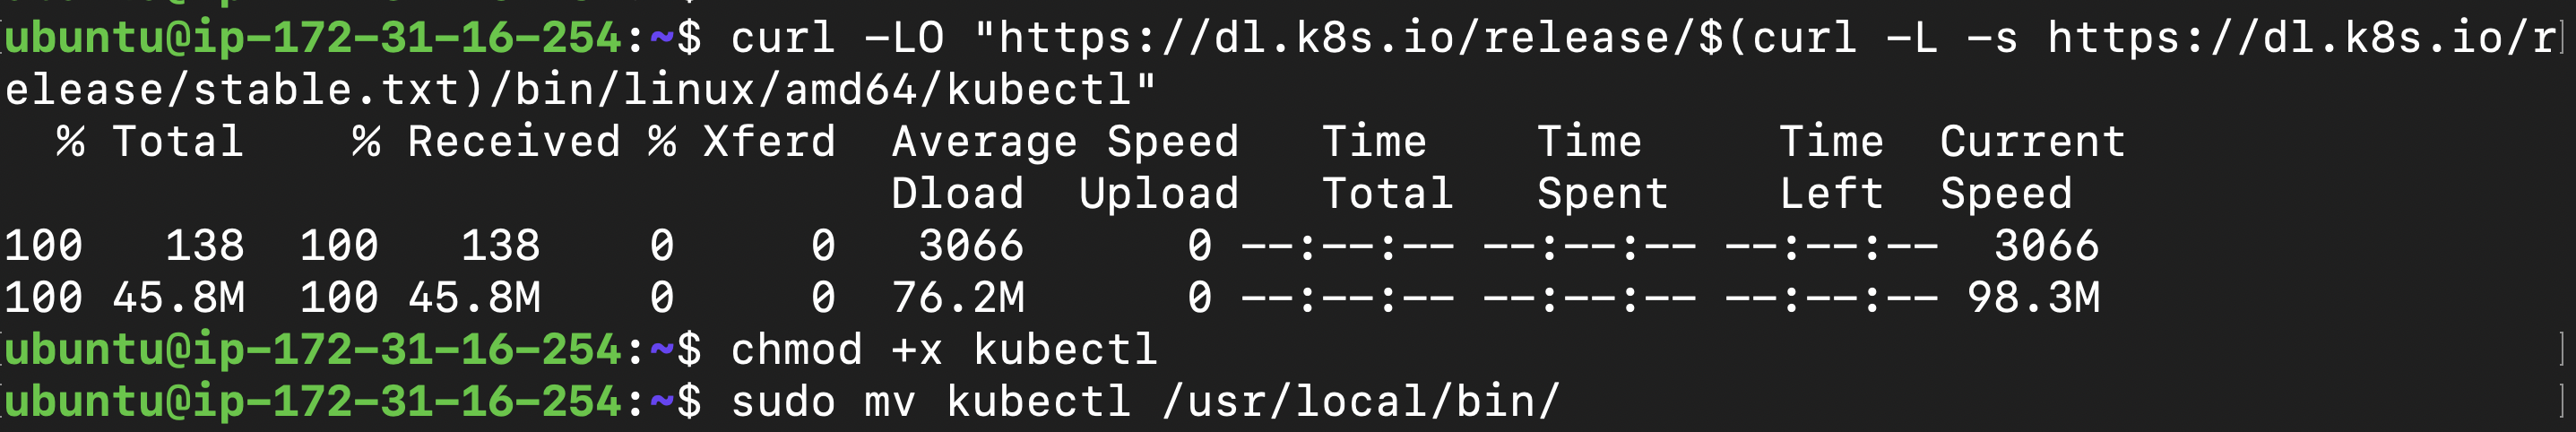 ubuntu@ip-172-31-16-254:~$ curl -LO "https://dl.k8s.io/release/$(curl -L -s https://dl.k8s.io/r
elease/stable.txt)/bin/linux/amd64/kubectl"
  % Total    % Received % Xferd  Average Speed   Time    Time     Time  Current
                                 Dload  Upload   Total   Spent    Left  Speed
100   138  100   138    0     0   3066      0 --:--:-- --:--:-- --:--:--  3066
100 45.8M  100 45.8M    0     0  76.2M      0 --:--:-- --:--:-- --:--:-- 98.3M
ubuntu@ip-172-31-16-254:~$ chmod +x kubectl
ubuntu@ip-172-31-16-254:~$ sudo mv kubectl /usr/local/bin/